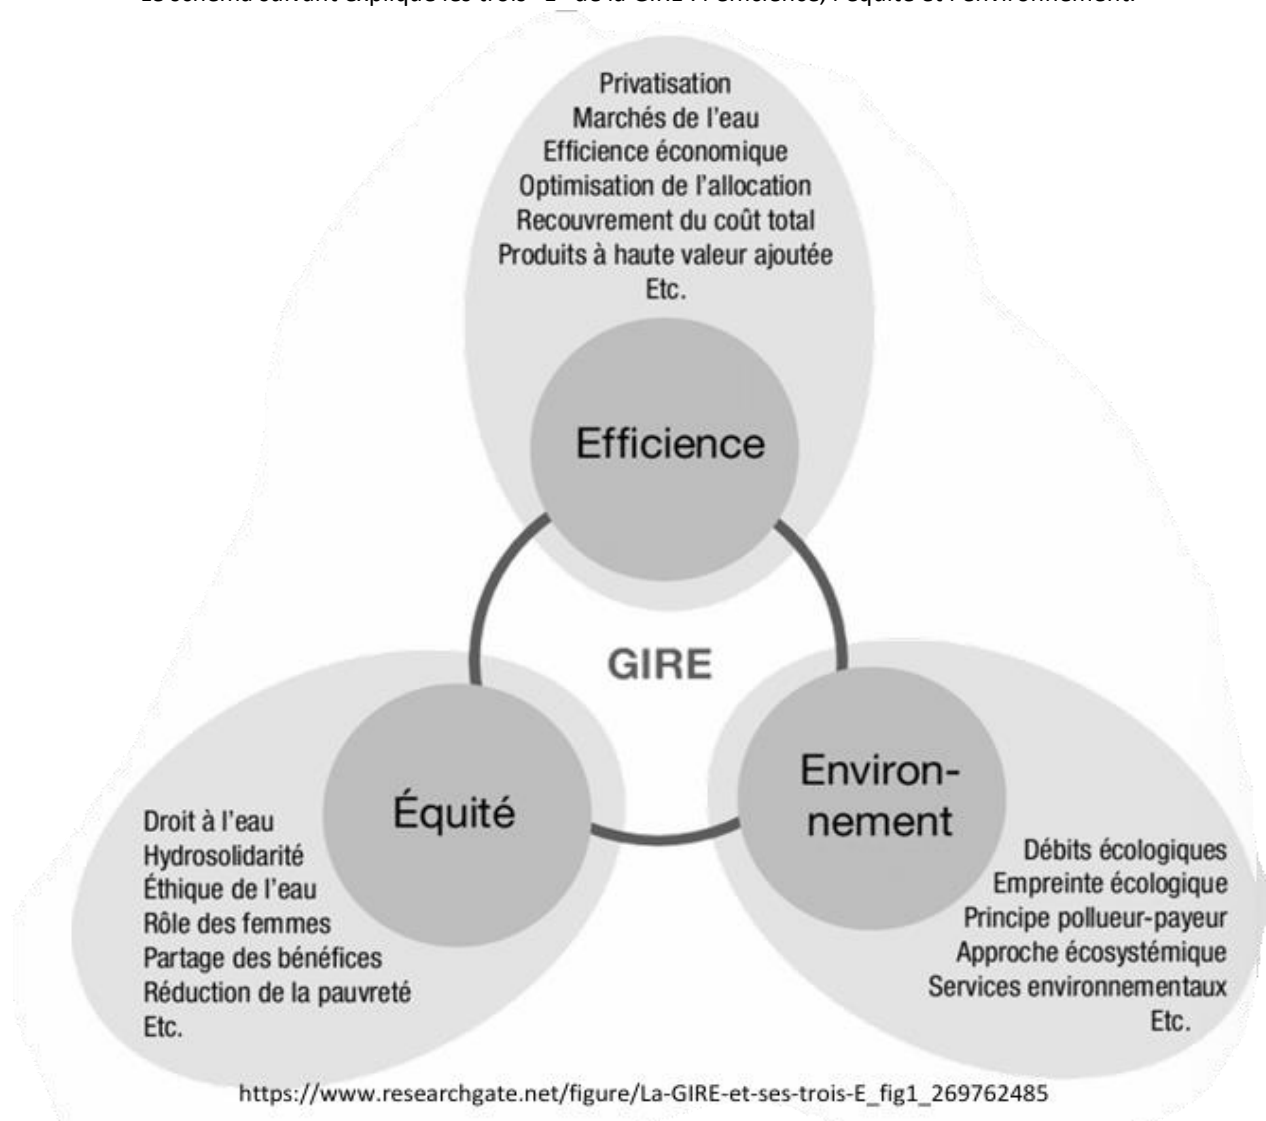 Privatisation
Marchés de l'eau
Efficience économique
Optimisation de l'allocation
Recouvrement du coût total
Produits à haute valeur ajoutée
Etc.
Efficience
GIRE
Équité
Droit à l'eau
Hydrosolidarité
Éthique de l'eau
Rôle des femmes
Partage des bénéfices
Réduction de la pauvreté
Etc.
Environ-
nement
Débits écologiques
Empreinte écologique
Principe pollueur-payeur
Approche écosystémique
Services environnementaux
Etc.
https://www.researchgate.net/figure/La-GIRE-et-ses-trois-E_fig1_269762485